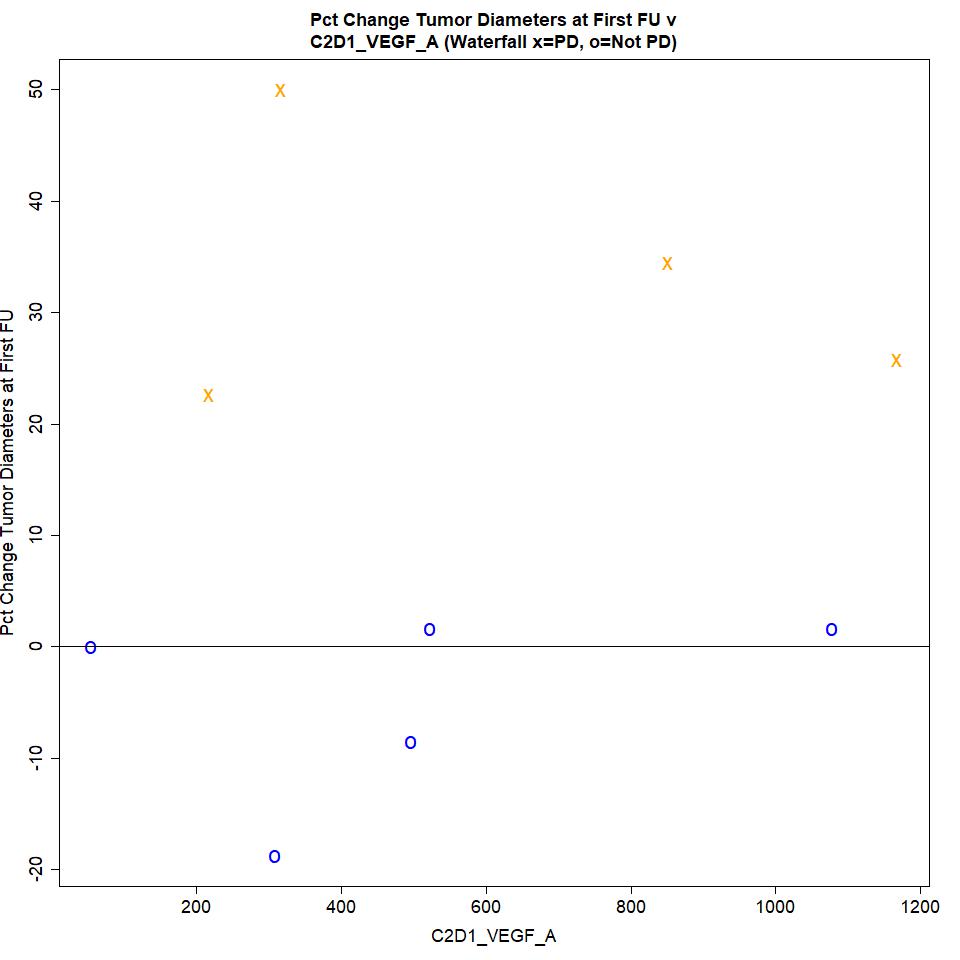 Pct Change Tumor Diameters at First FU v
C2D1_VEGF_A (Waterfall x=PD, o=Not PD)
Pct Change Tumor Diameters at First FU
50
40
30
20
10
0
-10
-20
X
X
X
X
O
O
O
O
O
200 400 600 800 1000 1200
C2D1_VEGF_A